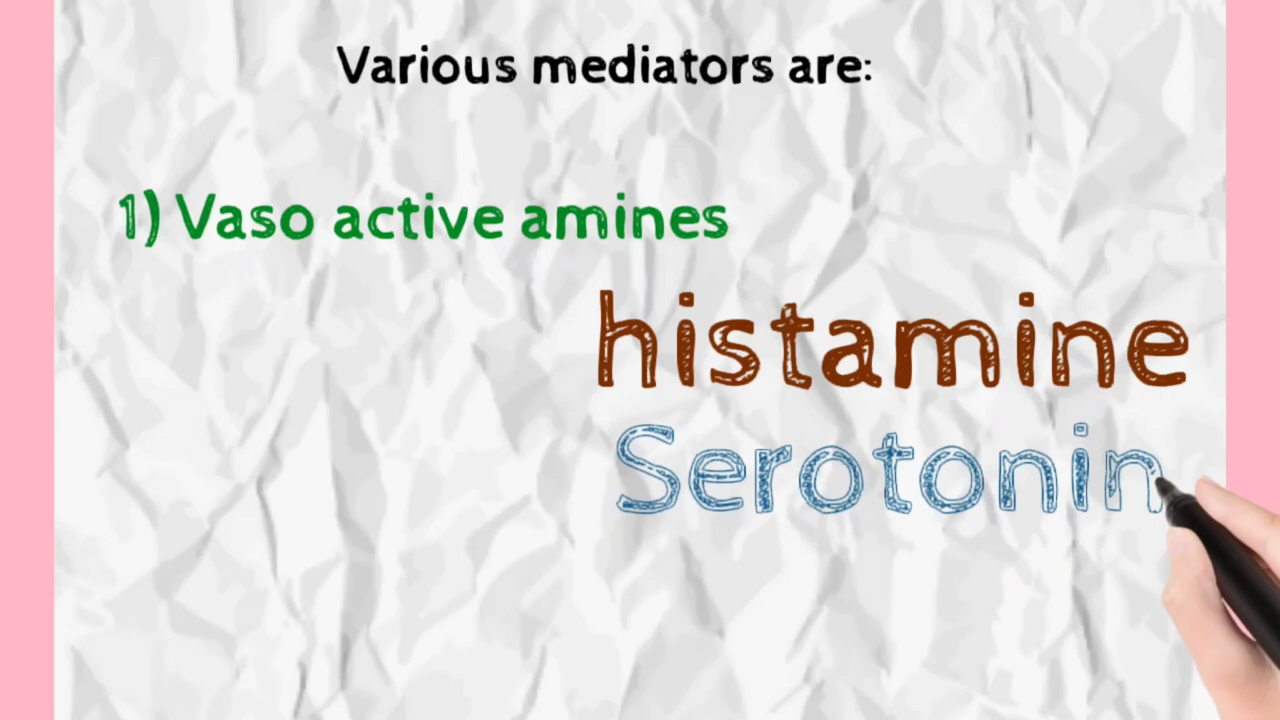 Various mediators are:
1) Vaso active amines
histamine
Serotonin